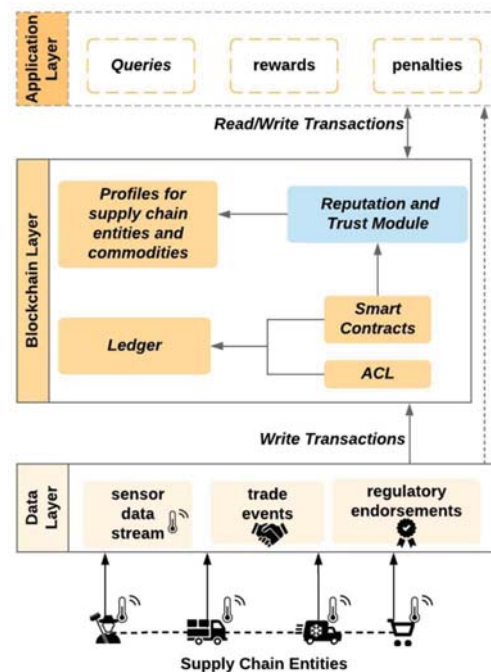 Application
Layer
Queries
rewards
penalties
Read/Write Transactions
Blockchain Layer
Profiles for
supply chain
entities and
commodities
Reputation and
Trust Module
Smart
Contracts
Ledger
ACL
Write Transactions
Data
Layer
sensor
data
stream
trade
events
regulatory
endorsements
Supply Chain Entities